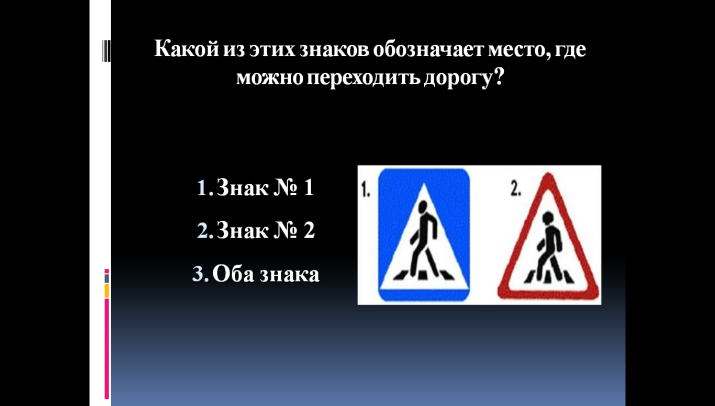 Какой из этих знаков обозначает место, где
можно переходить дорогу?
1. Знак № 1
2. Знак № 2
3. Оба знака
1.
2.